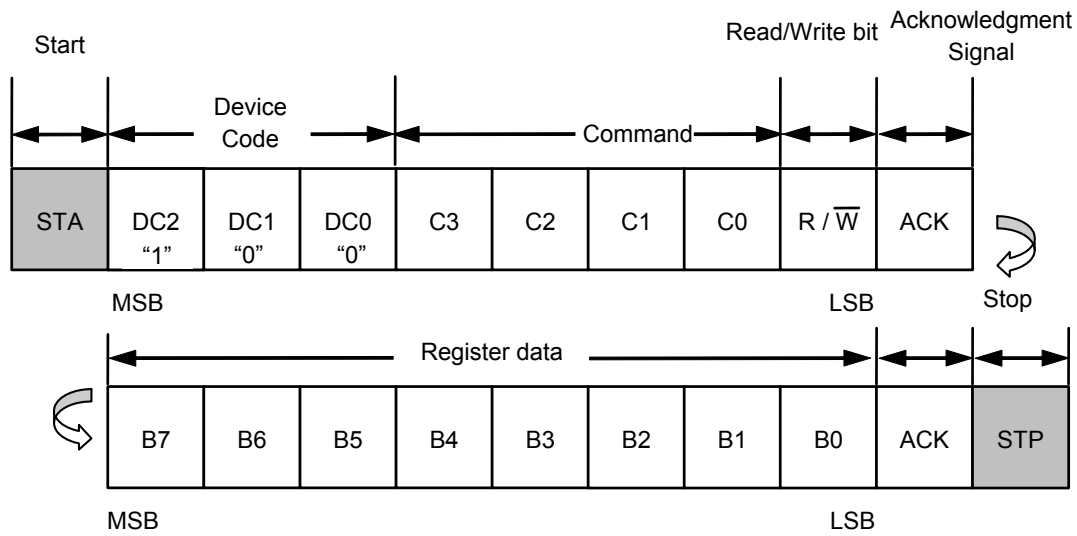 Start
Read/Write bit
Acknowledgment
Signal
Device
Code
Command
STA
DC2
“1”
DC1
“0”
DC0
“0”
C3
C2
C1
C0
R / W̅
ACK
MSB
LSB
Stop
Register data
B7
B6
B5
B4
B3
B2
B1
B0
ACK
STP
MSB
LSB